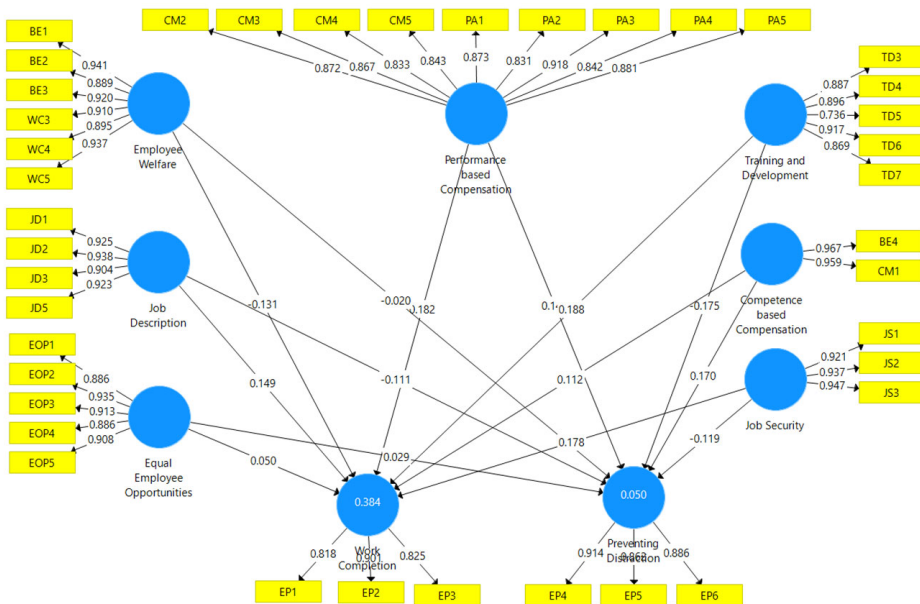 CM2
CM3
CM4
CM5
PA1
PA2
PA3
PA4
PA5
0.872
0.867
0.833
0.843
0.873
0.831
0.918
0.842
0.881
BE1
BE2
BE3
WC3
WC4
WC5
0.941
0.889
0.920
0.910
0.895
0.937
Employee
Welfare
Performance
based
Compensation
Training and
Development
TD3
TD4
TD5
TD6
TD7
0.887
0.896
0.736
0.917
0.869
JD1
JD2
JD3
JD5
0.925
0.938
0.904
0.923
Job
Description
Competence
based
Compensation
BE4
CM1
0.967
0.959
EOP1
EOP2
EOP3
EOP4
EOP5
0.886
0.935
0.913
0.886
0.908
Equal
Employee
Opportunities
Job Security
JS1
JS2
JS3
0.921
0.937
0.947
-0.131
-0.020
0.182
0.188
-0.175
0.149
-0.111
0.112
0.170
0.050
0.029
0.178
-0.119
0.384
Work
Completion
0.050
Preventing
Distraction
0.818
0.901
0.825
0.914
0.886
EP1
EP2
EP3
EP4
EP5
EP6